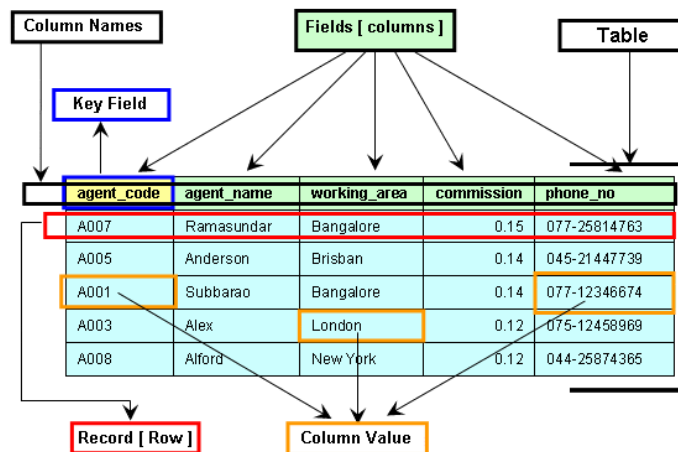 Column Names
Fields [ columns ]
Table
Key Field
agent_code agent_name working_area commission phone_no
A007 Ramasundar Bangalore 0.15 077-25814763
A005 Anderson Brisban 0.14 045-21447739
A001 Subbarao Bangalore 0.14 077-12346674
A003 Alex London 0.12 075-12458969
A008 Alford New York 0.12 044-25874365
Record [ Row ]
Column Value